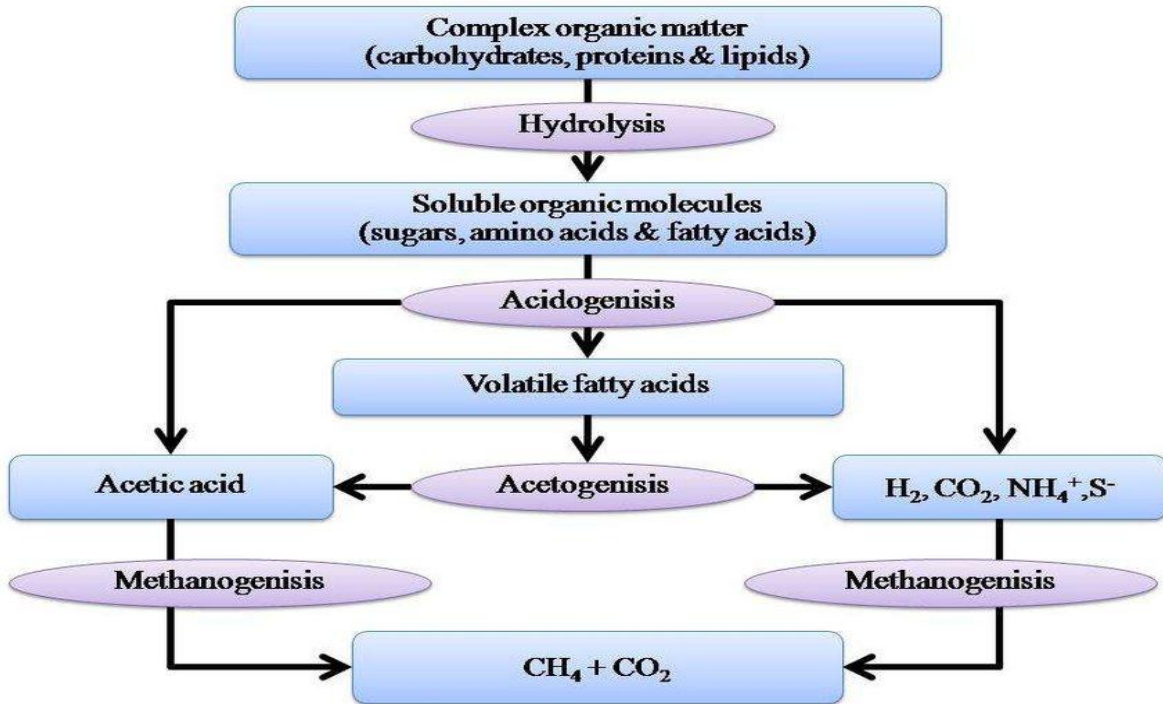 Complex organic matter
(carbohydrates, proteins & lipids)
Hydrolysis
Soluble organic molecules
(sugars, amino acids & fatty acids)
Acidogenisis
Volatile fatty acids
Acetic acid
Acetogenisis
H₂, CO₂, NH₄⁺,S⁻
Methanogenisis
Methanogenisis
CH₄ + CO₂